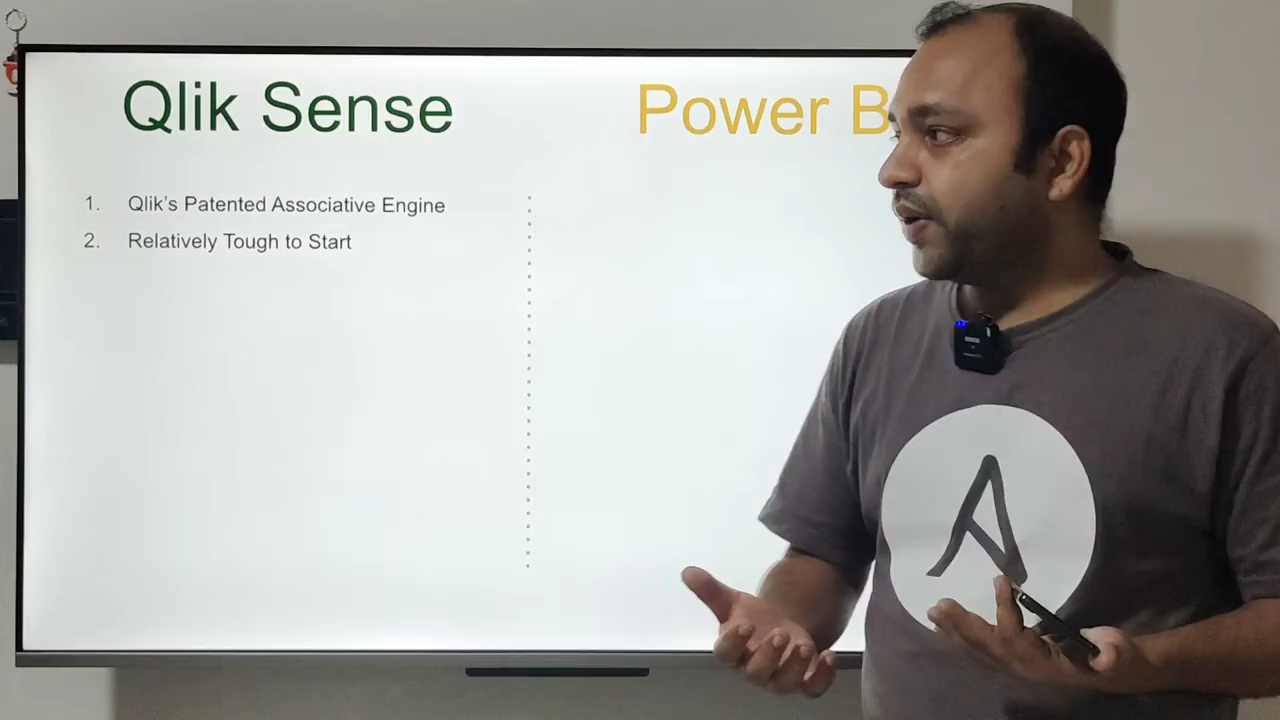 Qlik Sense
Power B
1. Qlik's Patented Associative Engine
2. Relatively Tough to Start
A